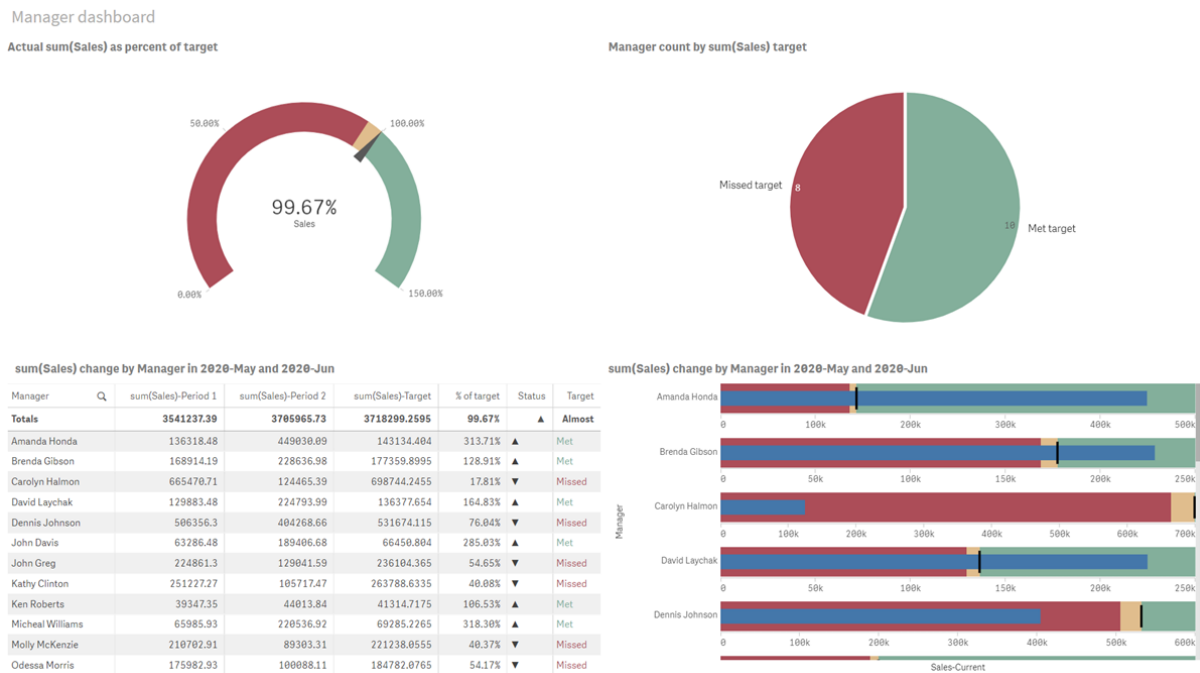 Manager dashboard
Actual sum(Sales) as percent of target
50.00%
100.00%
99.67%
Sales
0.00%
150.00%
Manager count by sum(Sales) target
Missed target
8
10
Met target
sum(Sales) change by Manager in 2020-May and 2020-Jun
Manager sum(Sales)-Period 1 sum(Sales)-Period 2 sum(Sales)-Target % of target Status Target
Totals 3541237.39 3705965.73 3718299.2595 99.67% ▲ Almost
Amanda Honda 136318.48 449030.09 143134.404 313.71% ▲ Met
Brenda Gibson 168914.19 228636.98 177359.8995 128.91% ▲ Met
Carolyn Halmon 665470.71 124465.39 698744.2455 17.81% ▼ Missed
David Laychak 129883.48 224793.99 136377.654 164.83% ▲ Met
Dennis Johnson 506356.3 404268.66 531674.115 76.04% ▼ Missed
John Davis 63286.48 189406.68 66450.804 285.03% ▲ Met
John Greg 224861.3 129041.59 236104.365 54.65% ▼ Missed
Kathy Clinton 251227.27 105717.47 263788.6335 40.08% ▼ Missed
Ken Roberts 39347.35 44013.84 41314.7175 106.53% ▲ Met
Micheal Williams 65985.93 220536.92 69285.2265 318.30% ▲ Met
Molly McKenzie 210702.91 89303.31 221238.0555 40.37% ▼ Missed
Odessa Morris 175982.93 100088.11 184782.0765 54.17% ▼ Missed
sum(Sales) change by Manager in 2020-May and 2020-Jun
Manager
Amanda Honda
0 100k 200k 300k 400k 500k
Brenda Gibson
0 50k 100k 150k 200k 250k
Carolyn Halmon
0 100k 200k 300k 400k 500k 600k 700k
David Laychak
0 50k 100k 150k 200k 250k
Dennis Johnson
0 100k 200k 300k 400k 500k 600k
Sales-Current